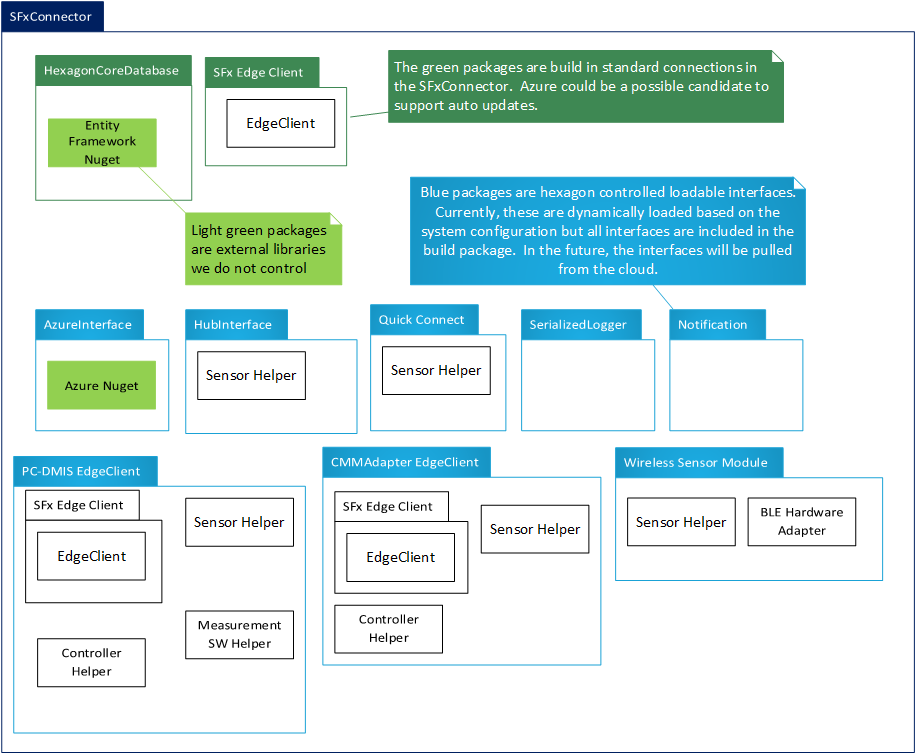 SFxConnector
HexagonCoreDatabase
SFx Edge Client
The green packages are build in standard connections in
the SFxConnector. Azure could be a possible candidate to
support auto updates.
EdgeClient
Entity
Framework
Nuget
Blue packages are hexagon controlled loadable interfaces.
Currently, these are dynamically loaded based on the
system configuration but all interfaces are included in the
build package. In the future, the interfaces will be pulled
from the cloud.
Light green packages
are external libraries
we do not control
AzureInterface
HubInterface
Quick Connect
SerializedLogger
Notification
Azure Nuget
Sensor Helper
Sensor Helper
PC-DMIS EdgeClient
SFx Edge Client
EdgeClient
Sensor Helper
Controller
Helper
Measurement
SW Helper
CMMAdapter EdgeClient
SFx Edge Client
EdgeClient
Sensor Helper
Controller
Helper
Wireless Sensor Module
Sensor Helper
BLE Hardware
Adapter